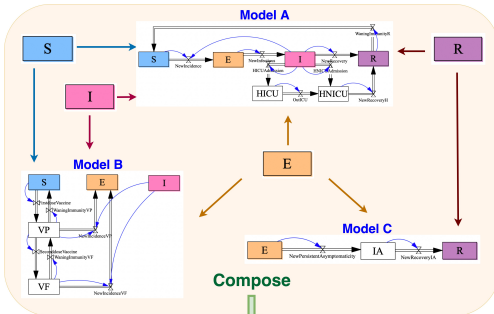 Model A
S
I
R
E
S
NewIncidence
E
NewInfectious
I
NewRecovery
R
WaningImmunityR
HICUAdmission
HNICUAdmission
HICU
OutICU
HNICU
NewRecoveryH
Model B
S
E
I
FirstdoseVaccine
WaningImmunityVP
VP
NewIncidenceVP
SeconddoseVaccine
WaningImmunityVF
VF
NewIncidenceVF
Model C
E
NewPersistentAsymptomaticity
IA
NewRecoveryIA
R
Compose